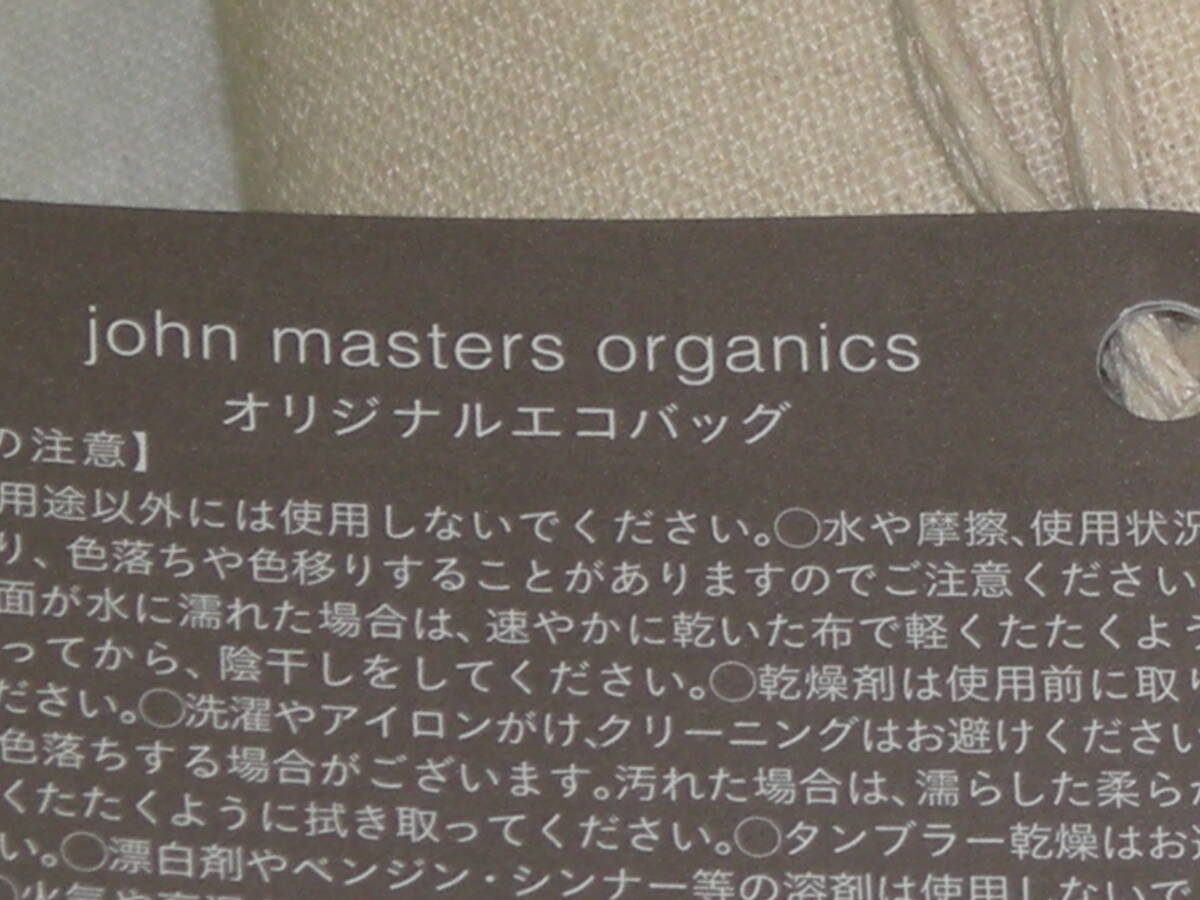 john masters organics
オリジナルエコバッグ
の注意】
用途以外には使用しないでください。◯水や摩擦、使用状況
り、色落ちや色移りすることがありますのでご注意ください
面が水に濡れた場合は、速やかに乾いた布で軽くたたくよう
ってから、陰干しをしてください。◯乾燥剤は使用前に取り
ださい。◯洗濯やアイロンがけ、クリーニングはお避けください
色落ちする場合がございます。汚れた場合は、濡らした柔らか
くたたくように拭き取ってください。◯タンブラー乾燥はお避
い。◯漂白剤やベンジン・シンナー等の溶剤は使用しないで